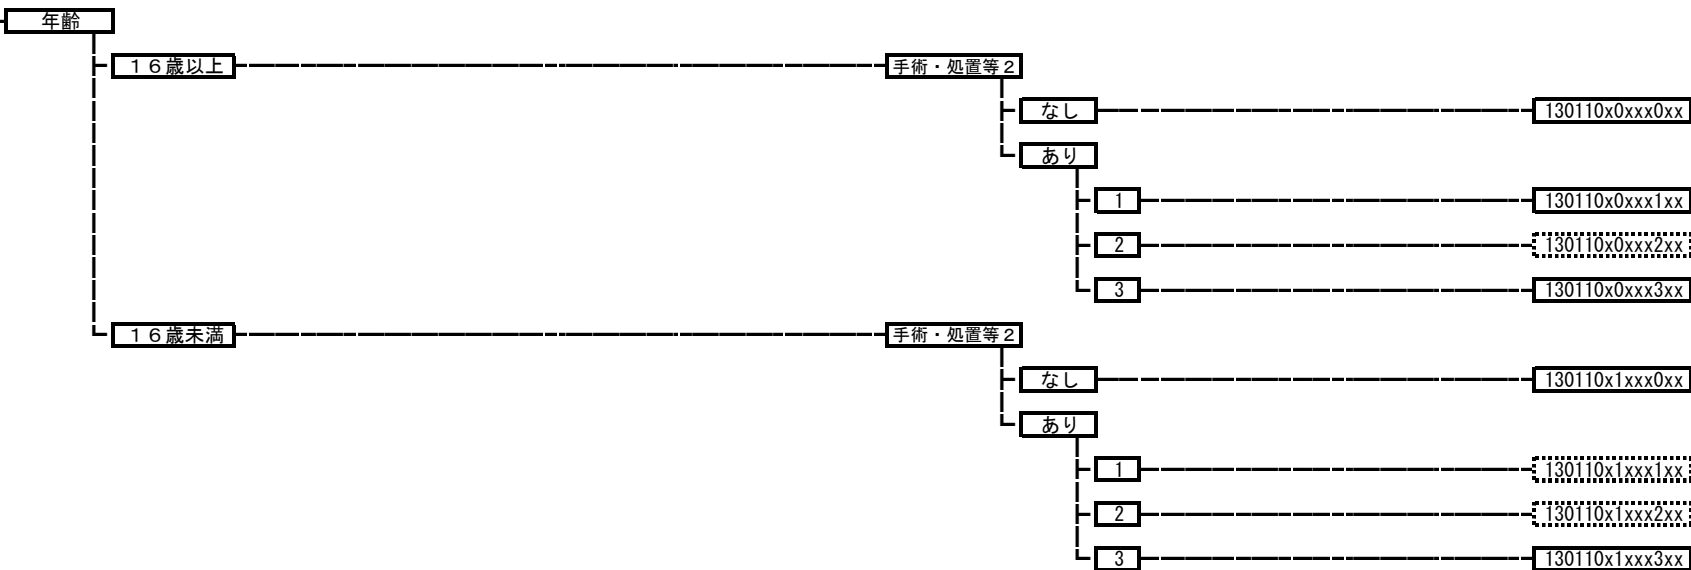 年齢
１６歳以上 手術・処置等２
なし 130110x0xxx0xx
あり
1 130110x0xxx1xx
2 130110x0xxx2xx
3 130110x0xxx3xx
１６歳未満 手術・処置等２
なし 130110x1xxx0xx
あり
1 130110x1xxx1xx
2 130110x1xxx2xx
3 130110x1xxx3xx